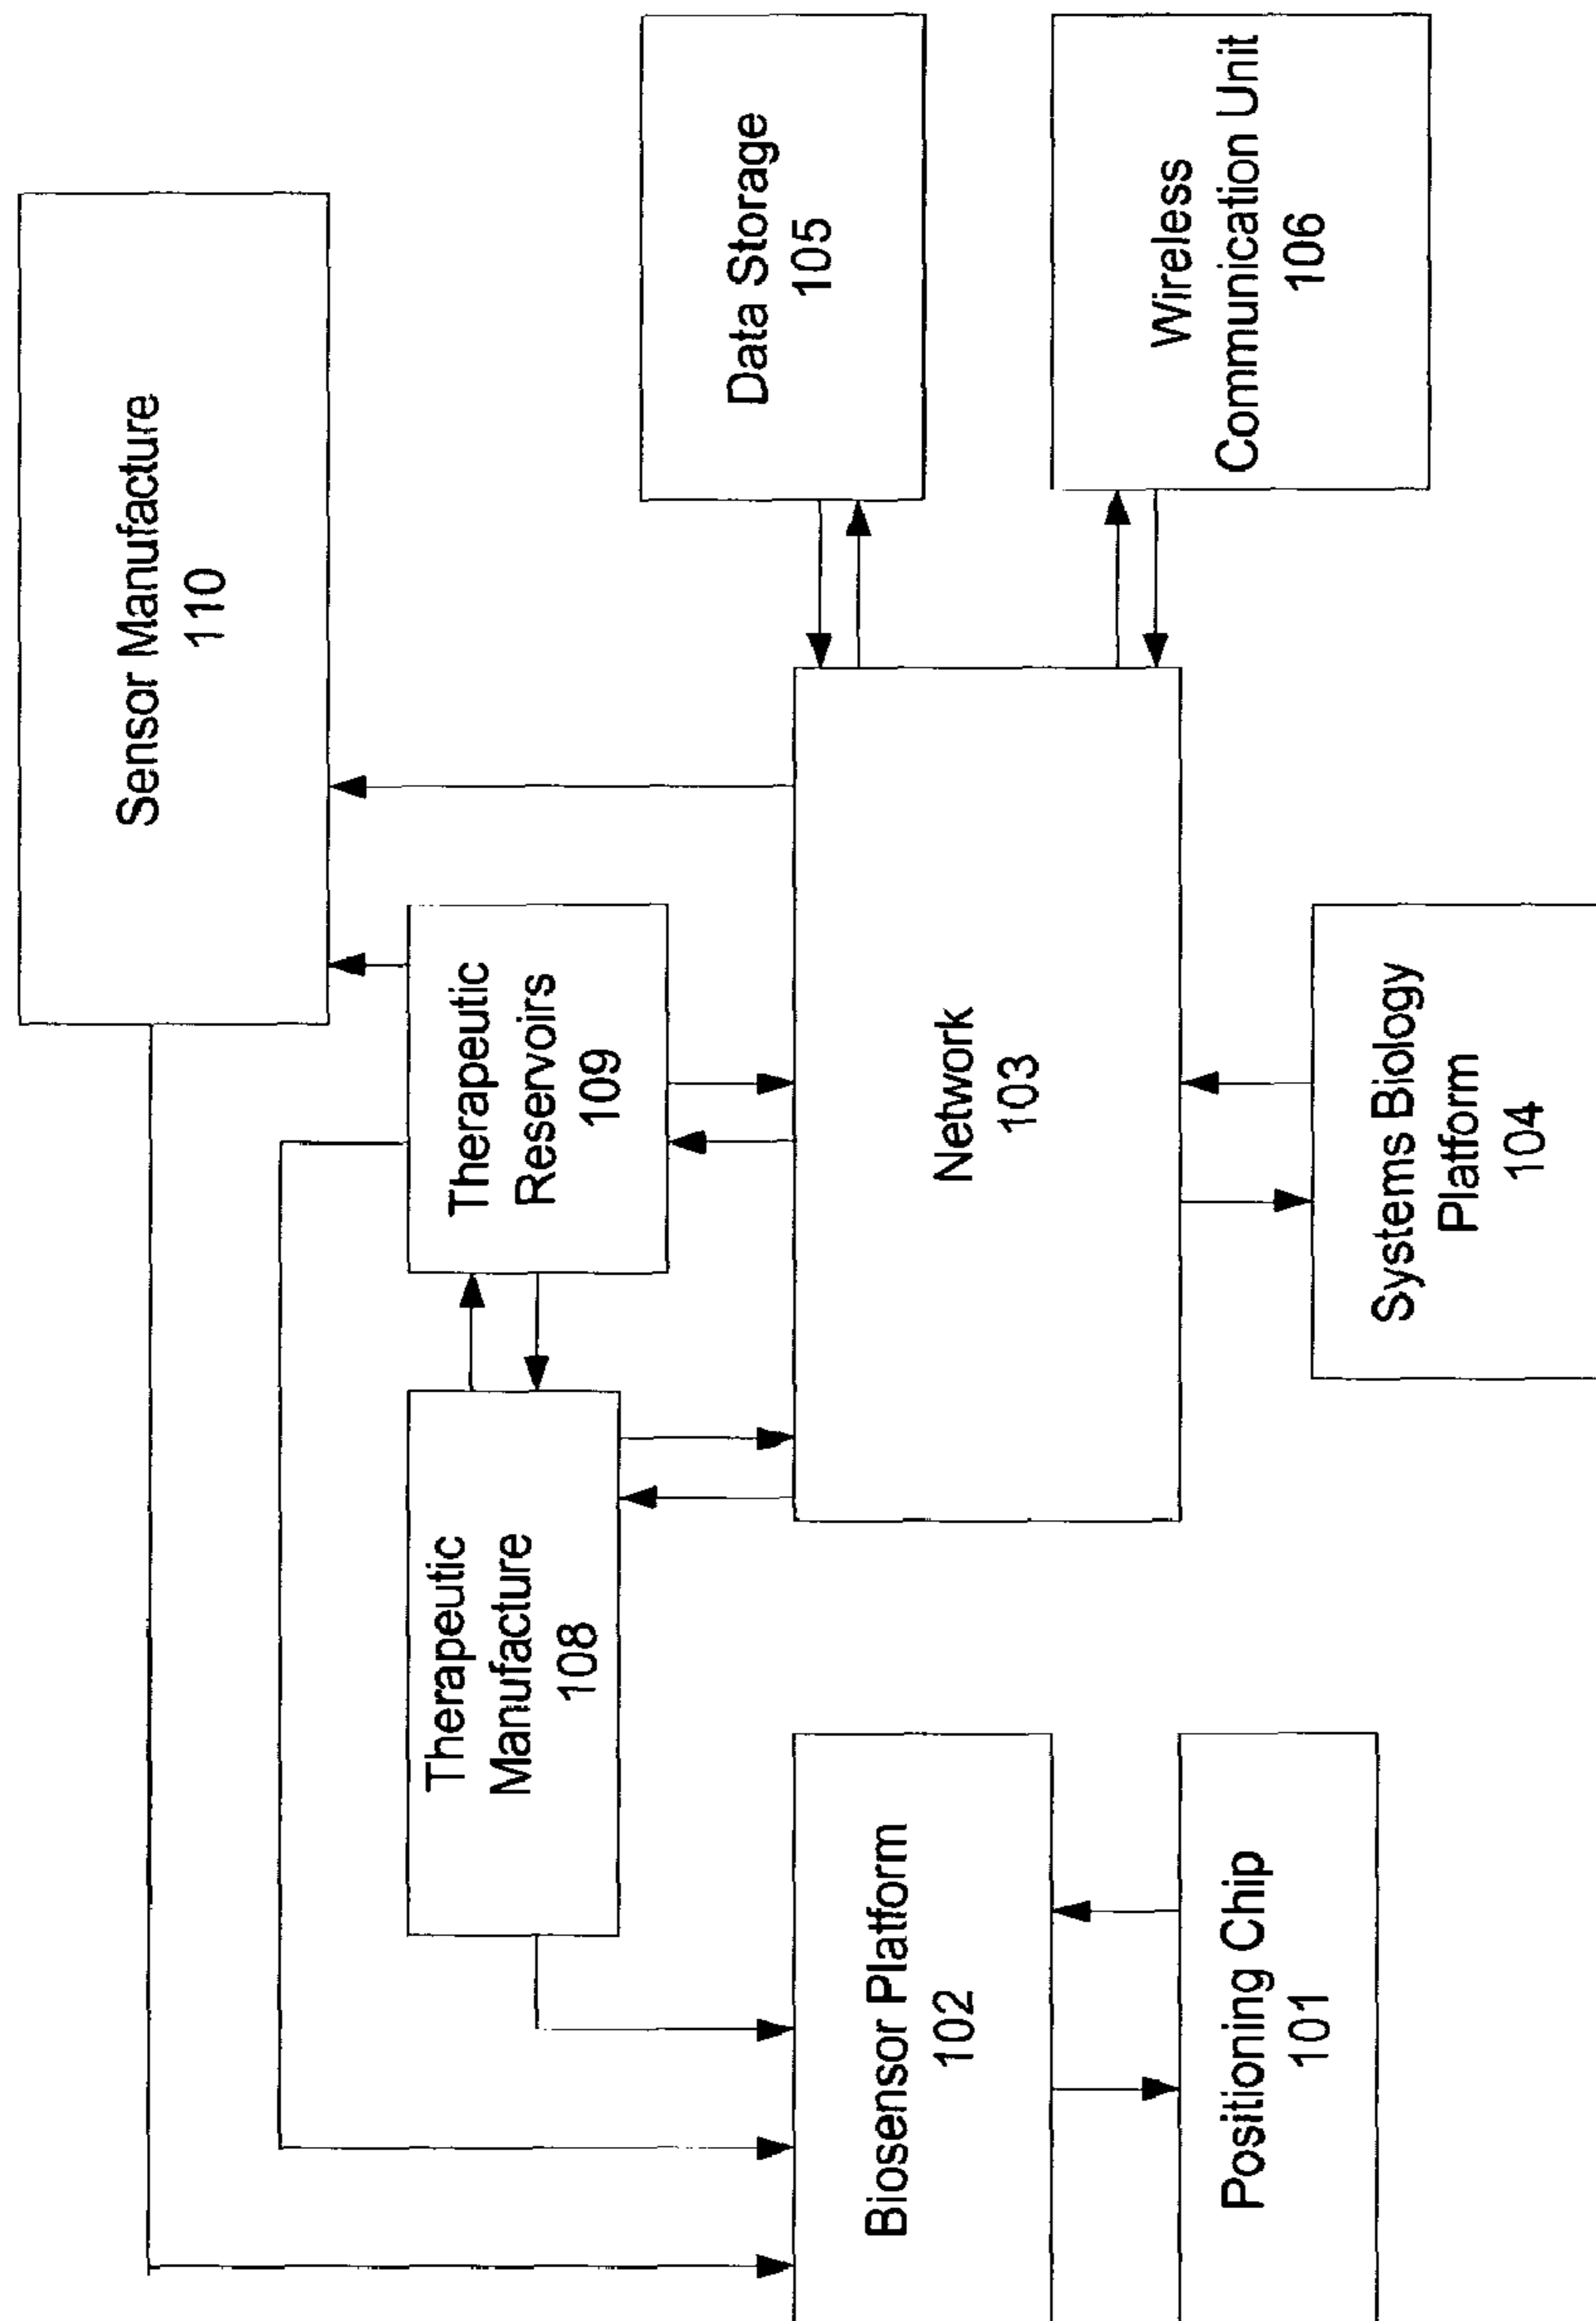 Sensor Manufacture
110
Data Storage
105
Wireless
Communication Unit
106
Therapeutic
Reservoirs
109
Network
103
Systems Biology
Platform
104
Therapeutic
Manufacture
108
Biosensor Platform
102
Positioning Chip
101